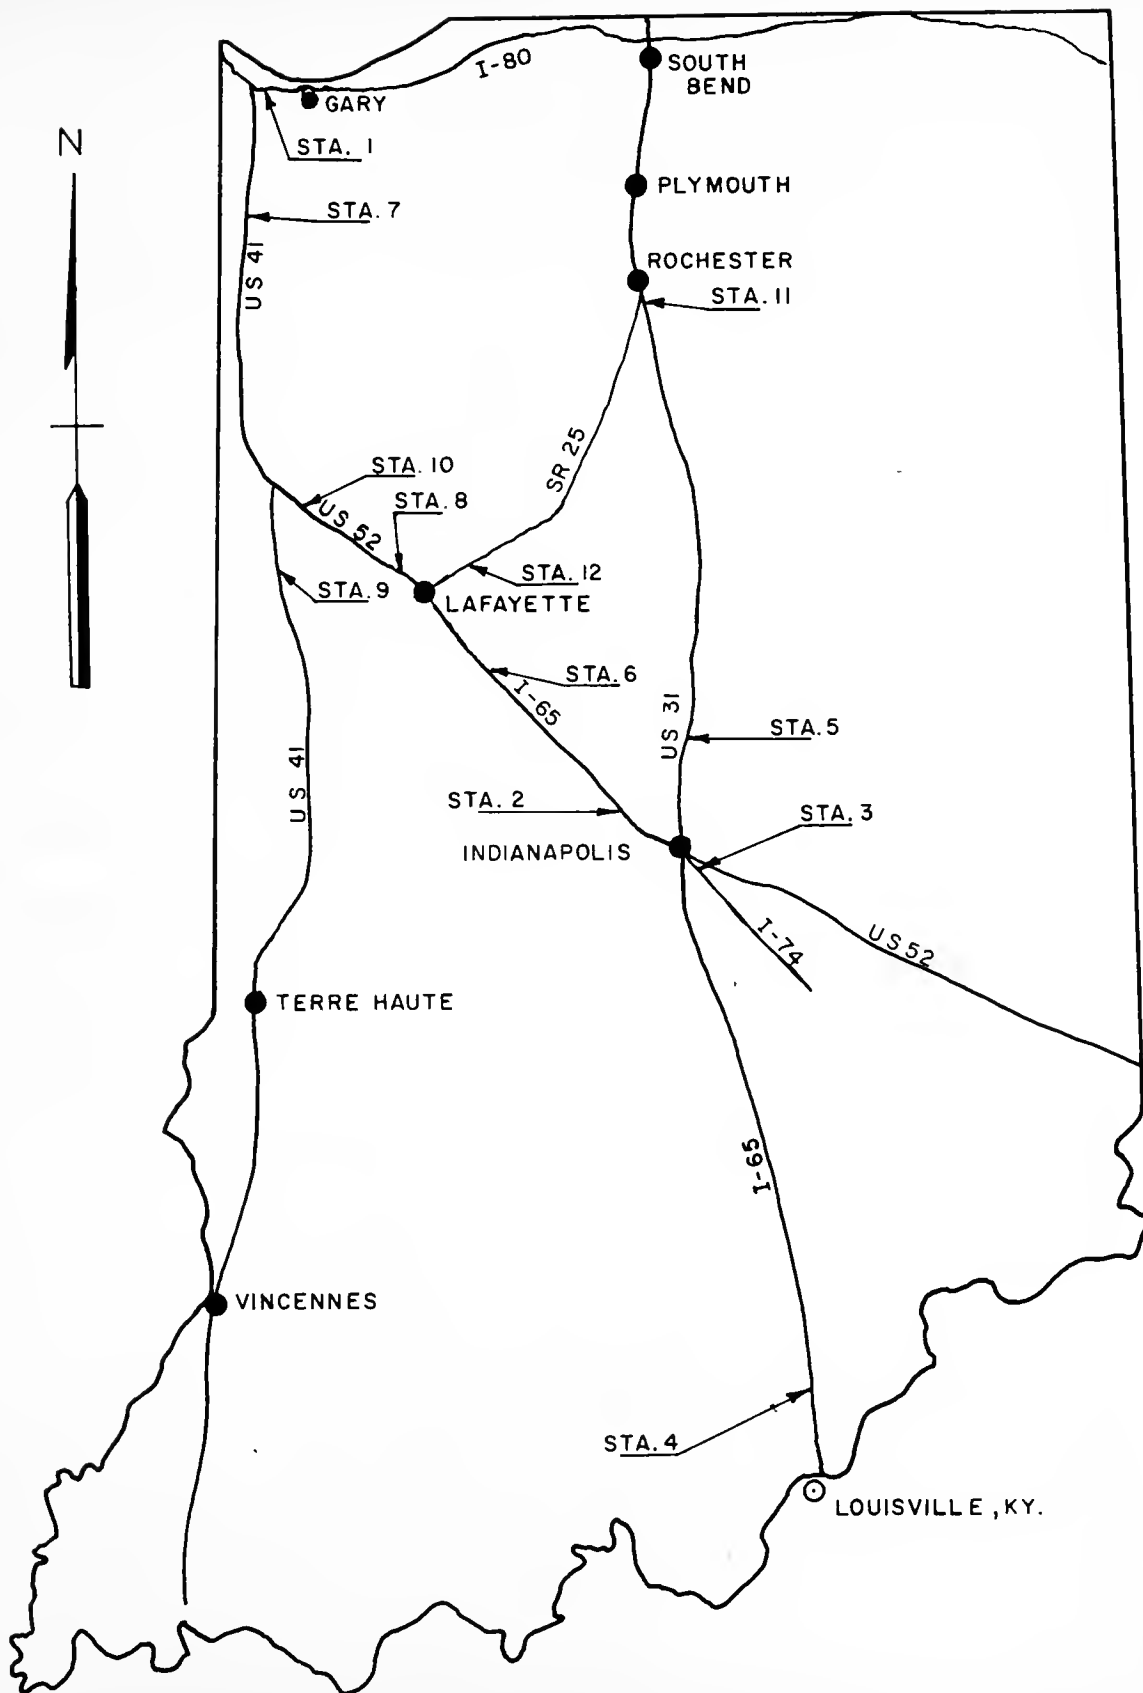 I-80
SOUTH
BEND
GARY
N
STA. 1
PLYMOUTH
STA. 7
US 41
ROCHESTER
STA. 11
SR 25
STA. 10
STA. 8
US 52
STA. 12
STA. 9
LAFAYETTE
STA. 6
I-65
US 31
STA. 5
US 41
STA. 2
STA. 3
INDIANAPOLIS
US 52
I-74
TERRE HAUTE
I-65
VINCENNES
STA. 4
LOUISVILLE, KY.